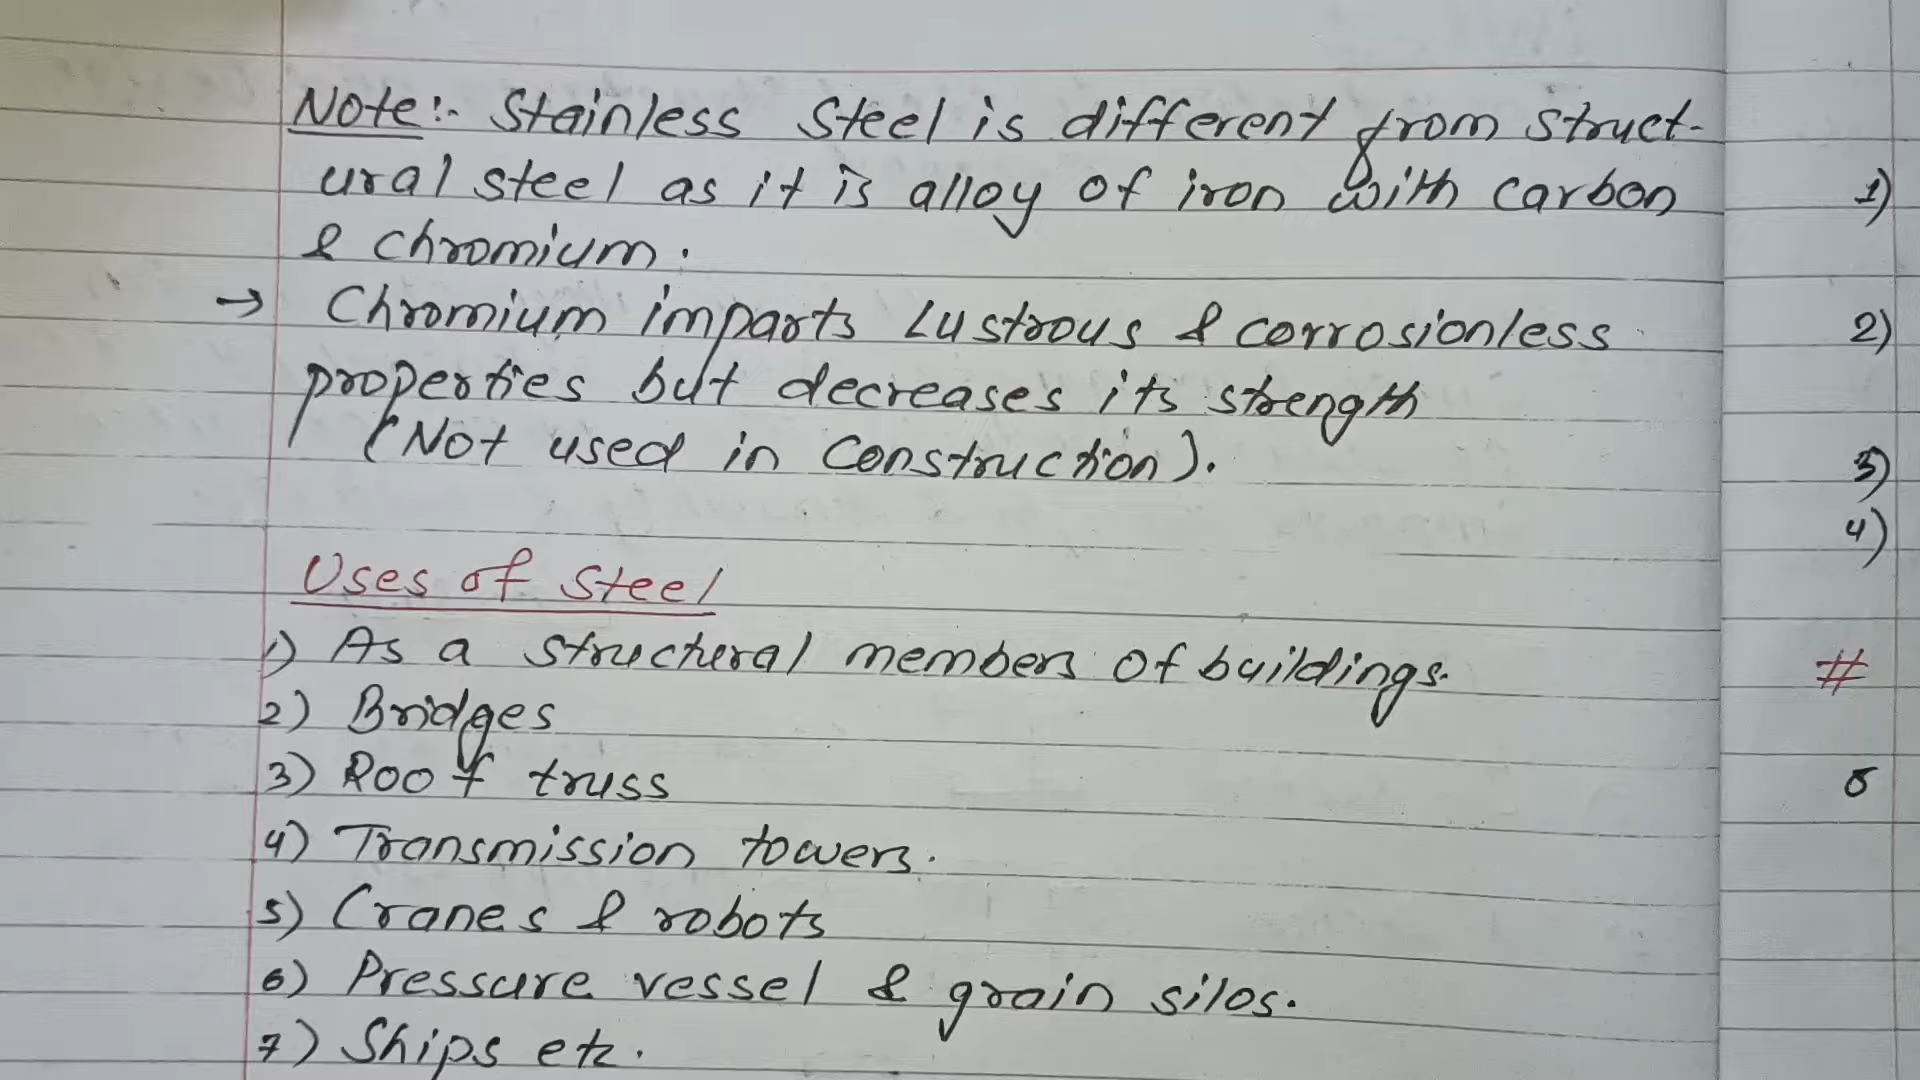 Note:- Stainless Steel is different from Struct-
ural steel as it is alloy of iron with carbon
& chromium.
→ Chromium imparts Lustrous & corrosionless
properties but decreases its strength
(Not used in Construction).
Uses of Steel
1) As a structural members of buildings.
2) Bridges
3) Roof truss
4) Transmission towers.
5) Cranes & robots
6) Pressure vessel & grain silos.
7) Ships etc.
1)
2)
3)
4)
#